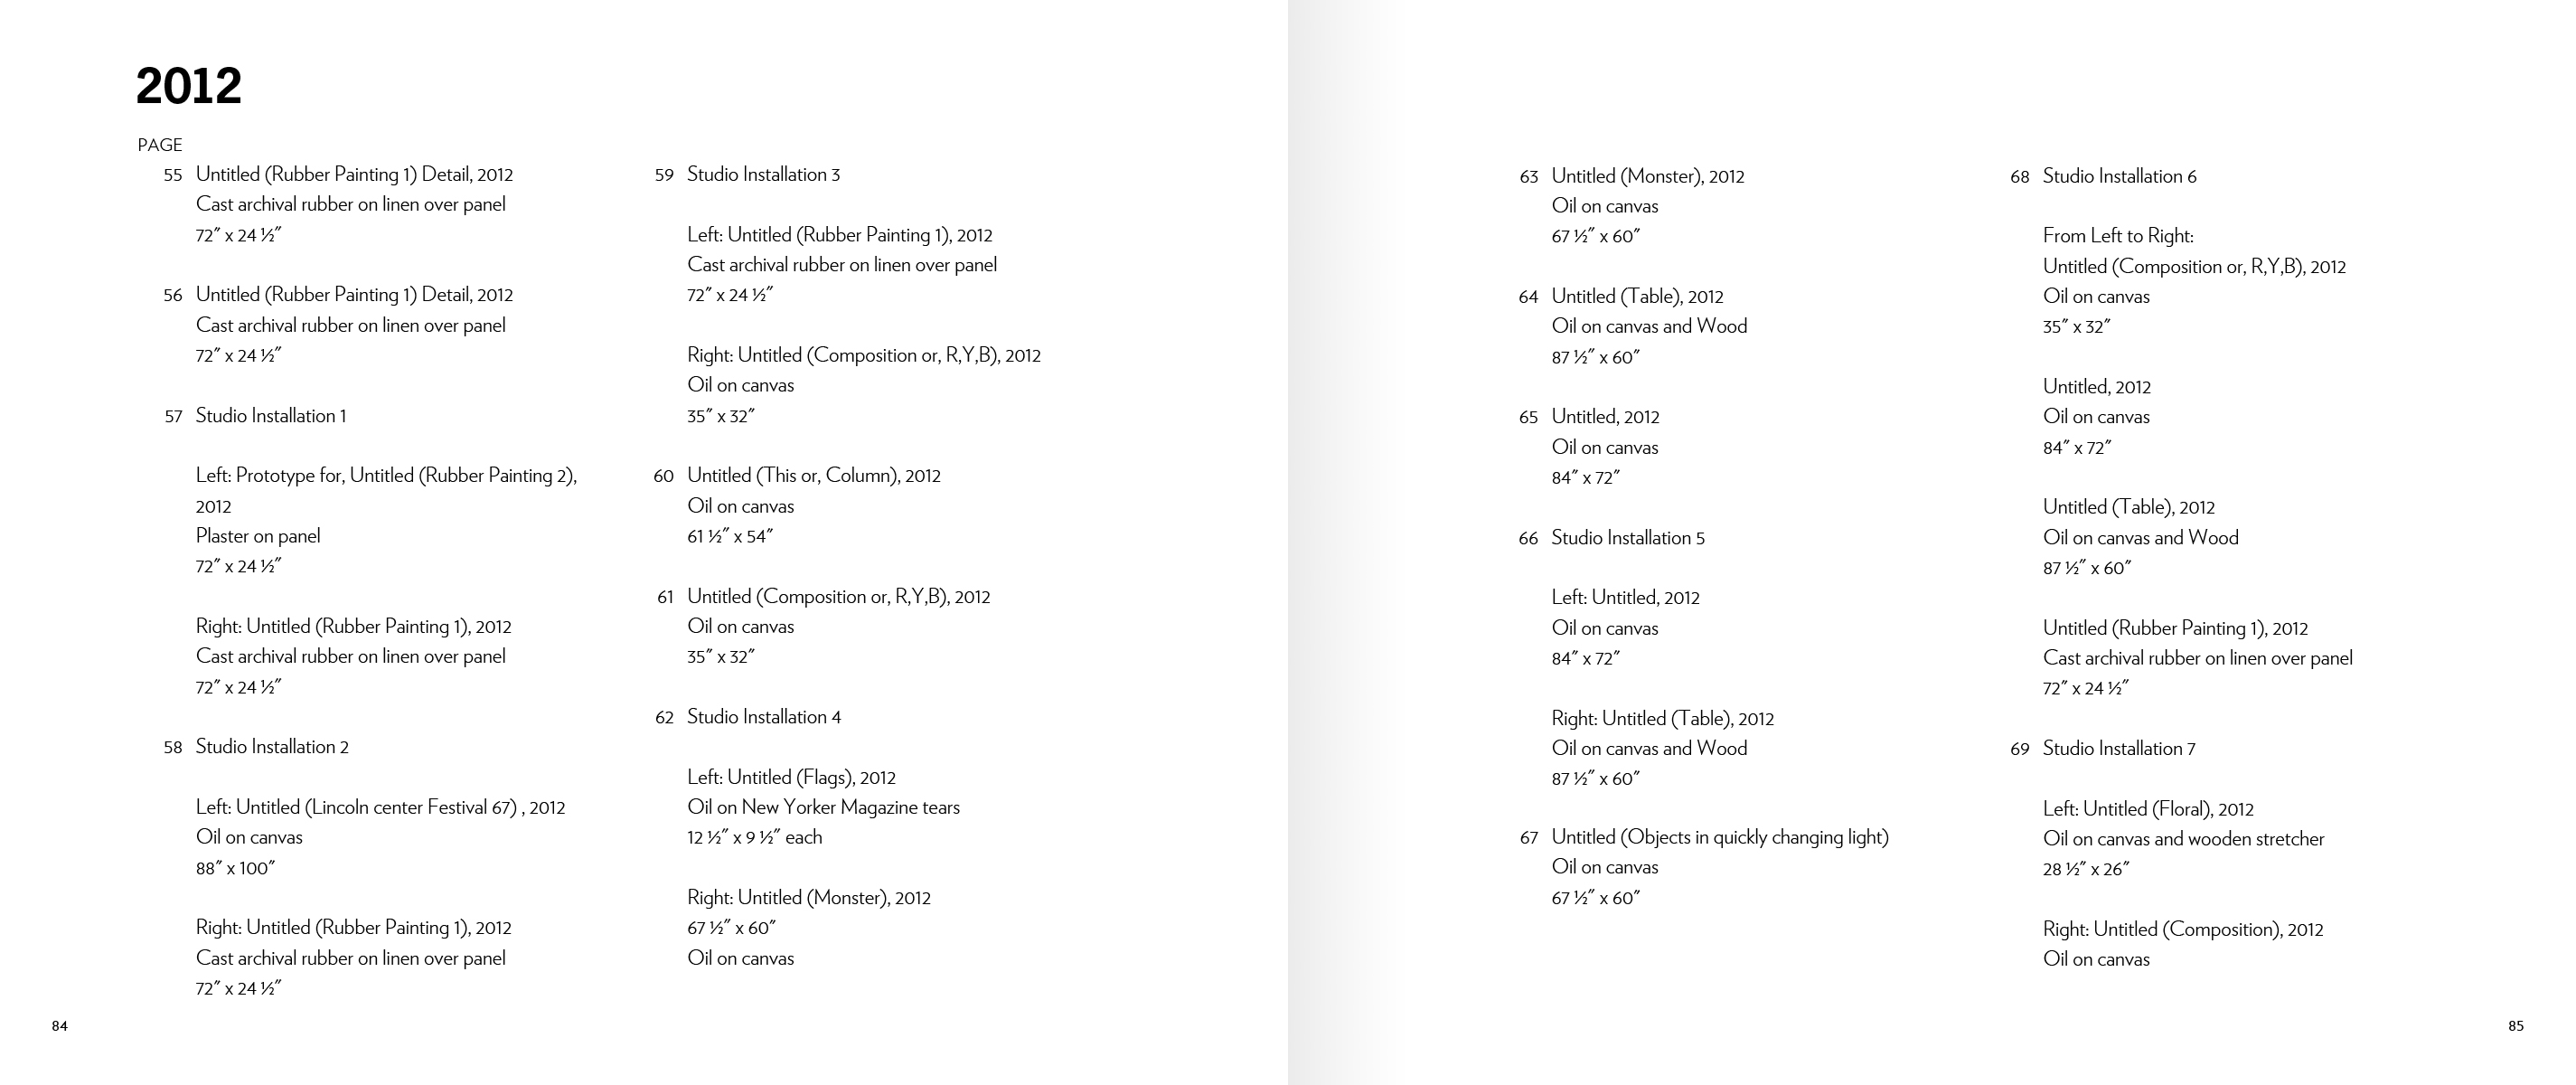 2012
PAGE
55 Untitled (Rubber Painting 1) Detail, 2012
Cast archival rubber on linen over panel
72″ x 24 ½″
56 Untitled (Rubber Painting 1) Detail, 2012
Cast archival rubber on linen over panel
72″ x 24 ½″
57 Studio Installation 1
Left: Prototype for, Untitled (Rubber Painting 2),
2012
Plaster on panel
72″ x 24 ½″
Right: Untitled (Rubber Painting 1), 2012
Cast archival rubber on linen over panel
72″ x 24 ½″
58 Studio Installation 2
Left: Untitled (Lincoln center Festival 67) , 2012
Oil on canvas
88″ x 100″
Right: Untitled (Rubber Painting 1), 2012
Cast archival rubber on linen over panel
72″ x 24 ½″
59 Studio Installation 3
Left: Untitled (Rubber Painting 1), 2012
Cast archival rubber on linen over panel
72″ x 24 ½″
Right: Untitled (Composition or, R,Y,B), 2012
Oil on canvas
35″ x 32″
60 Untitled (This or, Column), 2012
Oil on canvas
61 ½″ x 54″
61 Untitled (Composition or, R,Y,B), 2012
Oil on canvas
35″ x 32″
62 Studio Installation 4
Left: Untitled (Flags), 2012
Oil on New Yorker Magazine tears
12 ½″ x 9 ½″ each
Right: Untitled (Monster), 2012
67 ½″ x 60″
Oil on canvas
84
63 Untitled (Monster), 2012
Oil on canvas
67 ½″ x 60″
64 Untitled (Table), 2012
Oil on canvas and Wood
87 ½″ x 60″
65 Untitled, 2012
Oil on canvas
84″ x 72″
66 Studio Installation 5
Left: Untitled, 2012
Oil on canvas
84″ x 72″
Right: Untitled (Table), 2012
Oil on canvas and Wood
87 ½″ x 60″
67 Untitled (Objects in quickly changing light)
Oil on canvas
67 ½″ x 60″
68 Studio Installation 6
From Left to Right:
Untitled (Composition or, R,Y,B), 2012
Oil on canvas
35″ x 32″
Untitled, 2012
Oil on canvas
84″ x 72″
Untitled (Table), 2012
Oil on canvas and Wood
87 ½″ x 60″
Untitled (Rubber Painting 1), 2012
Cast archival rubber on linen over panel
72″ x 24 ½″
69 Studio Installation 7
Left: Untitled (Floral), 2012
Oil on canvas and wooden stretcher
28 ½″ x 26″
Right: Untitled (Composition), 2012
Oil on canvas
85